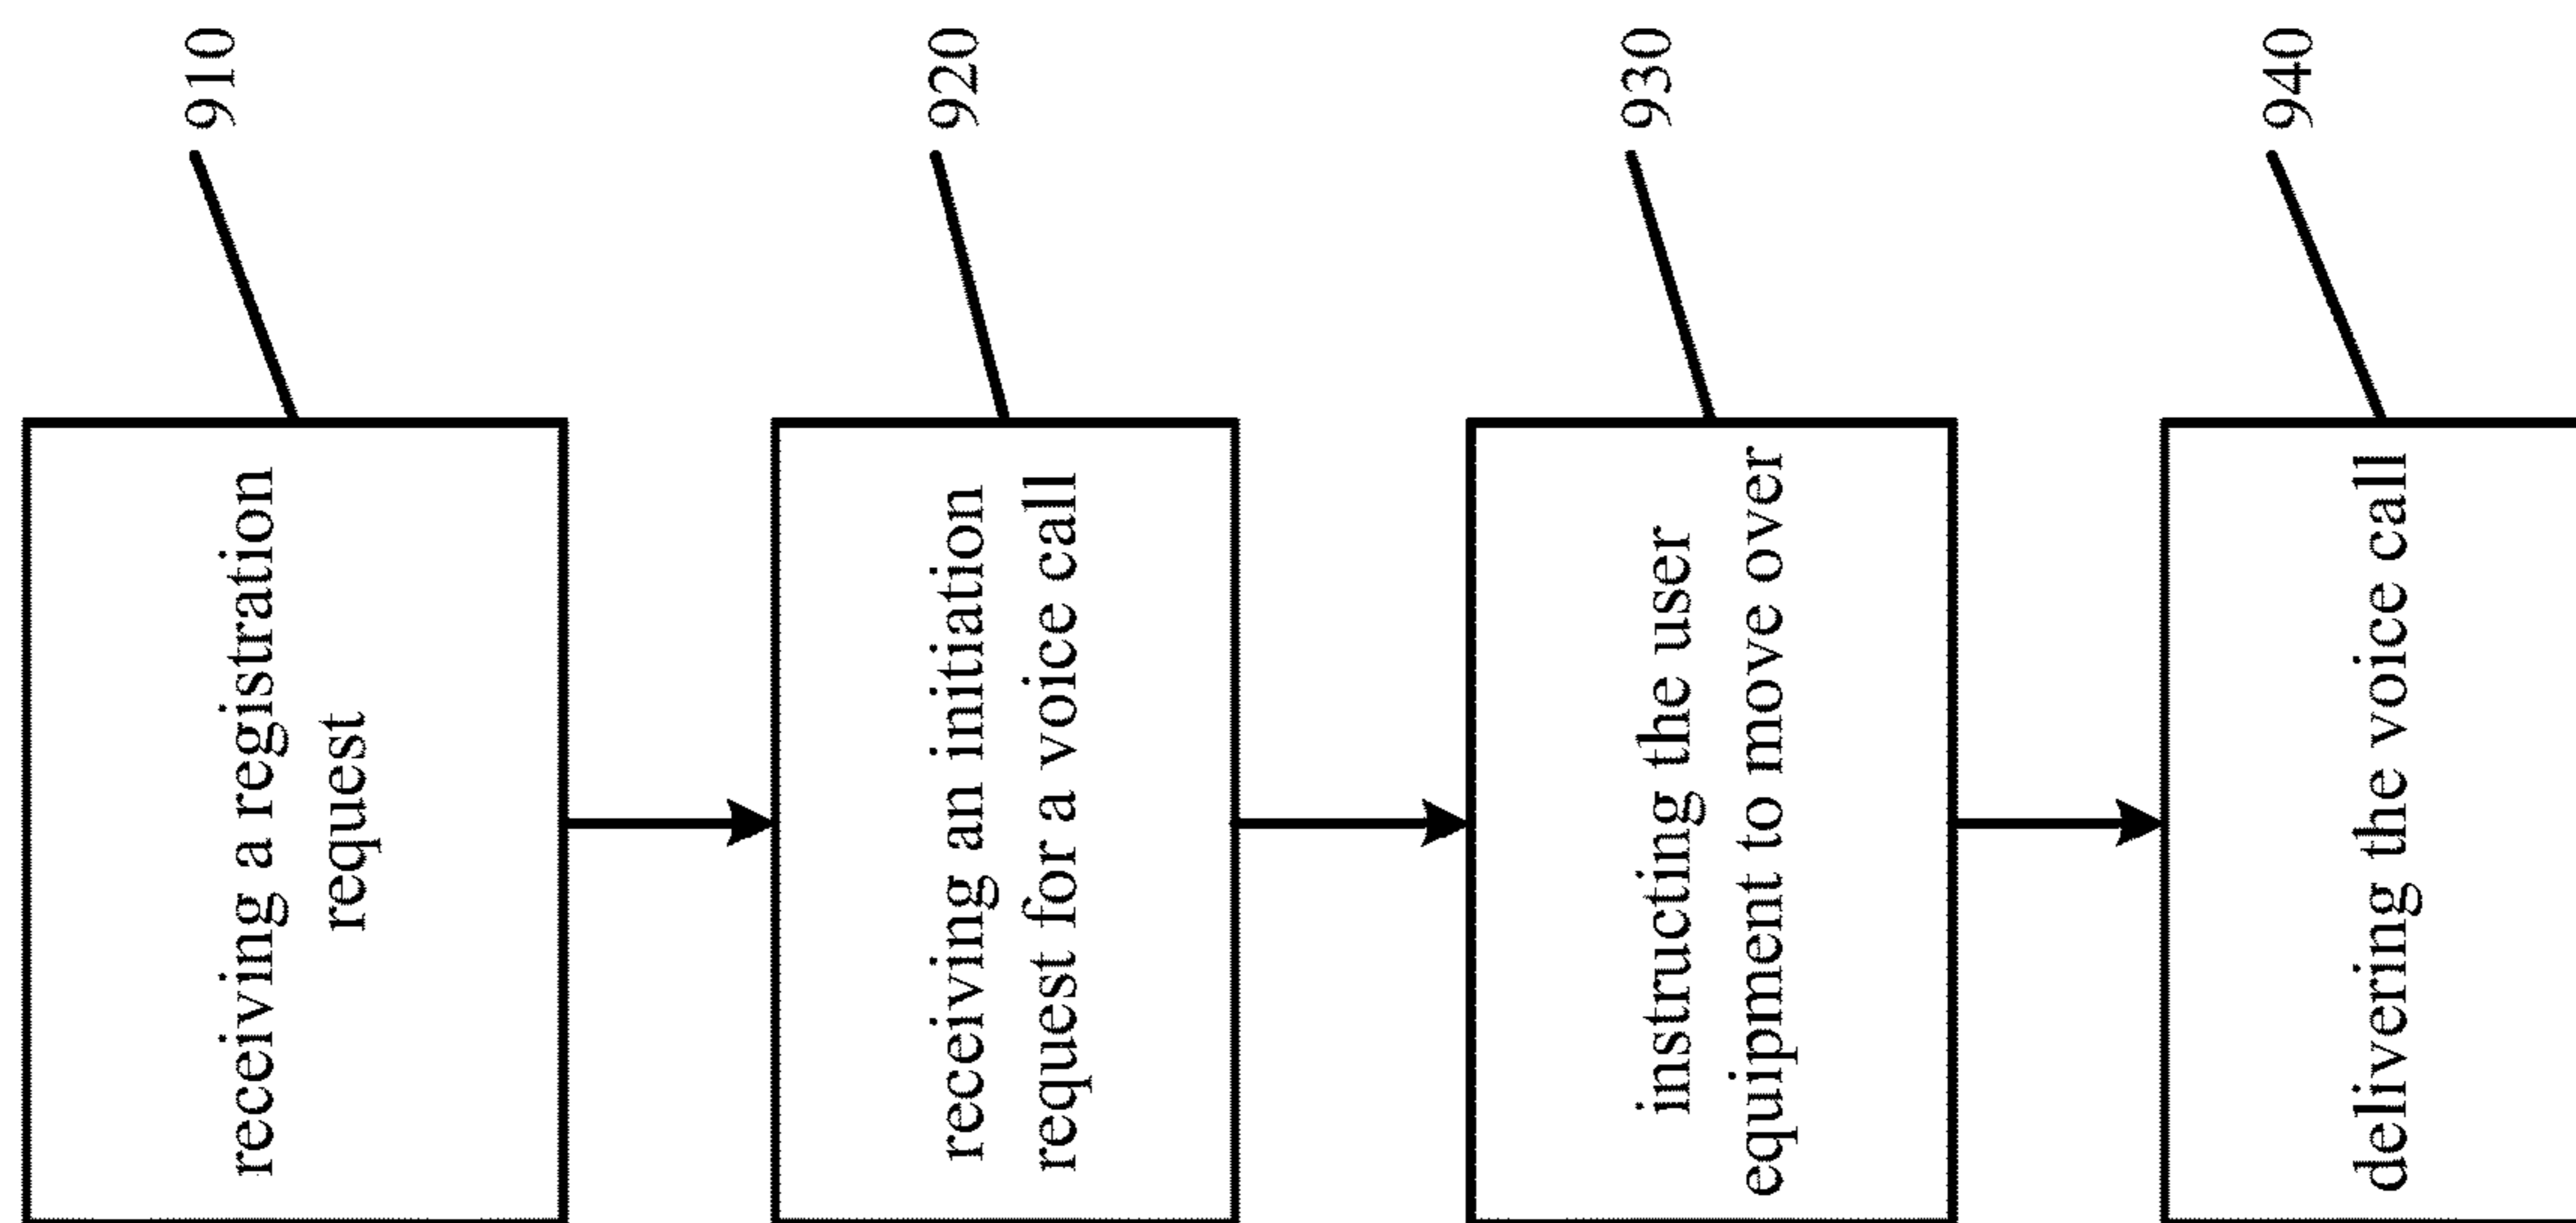 receiving a registration
request
910
receiving an initiation
request for a voice call
920
instructing the user
equipment to move over
930
delivering the voice call
940